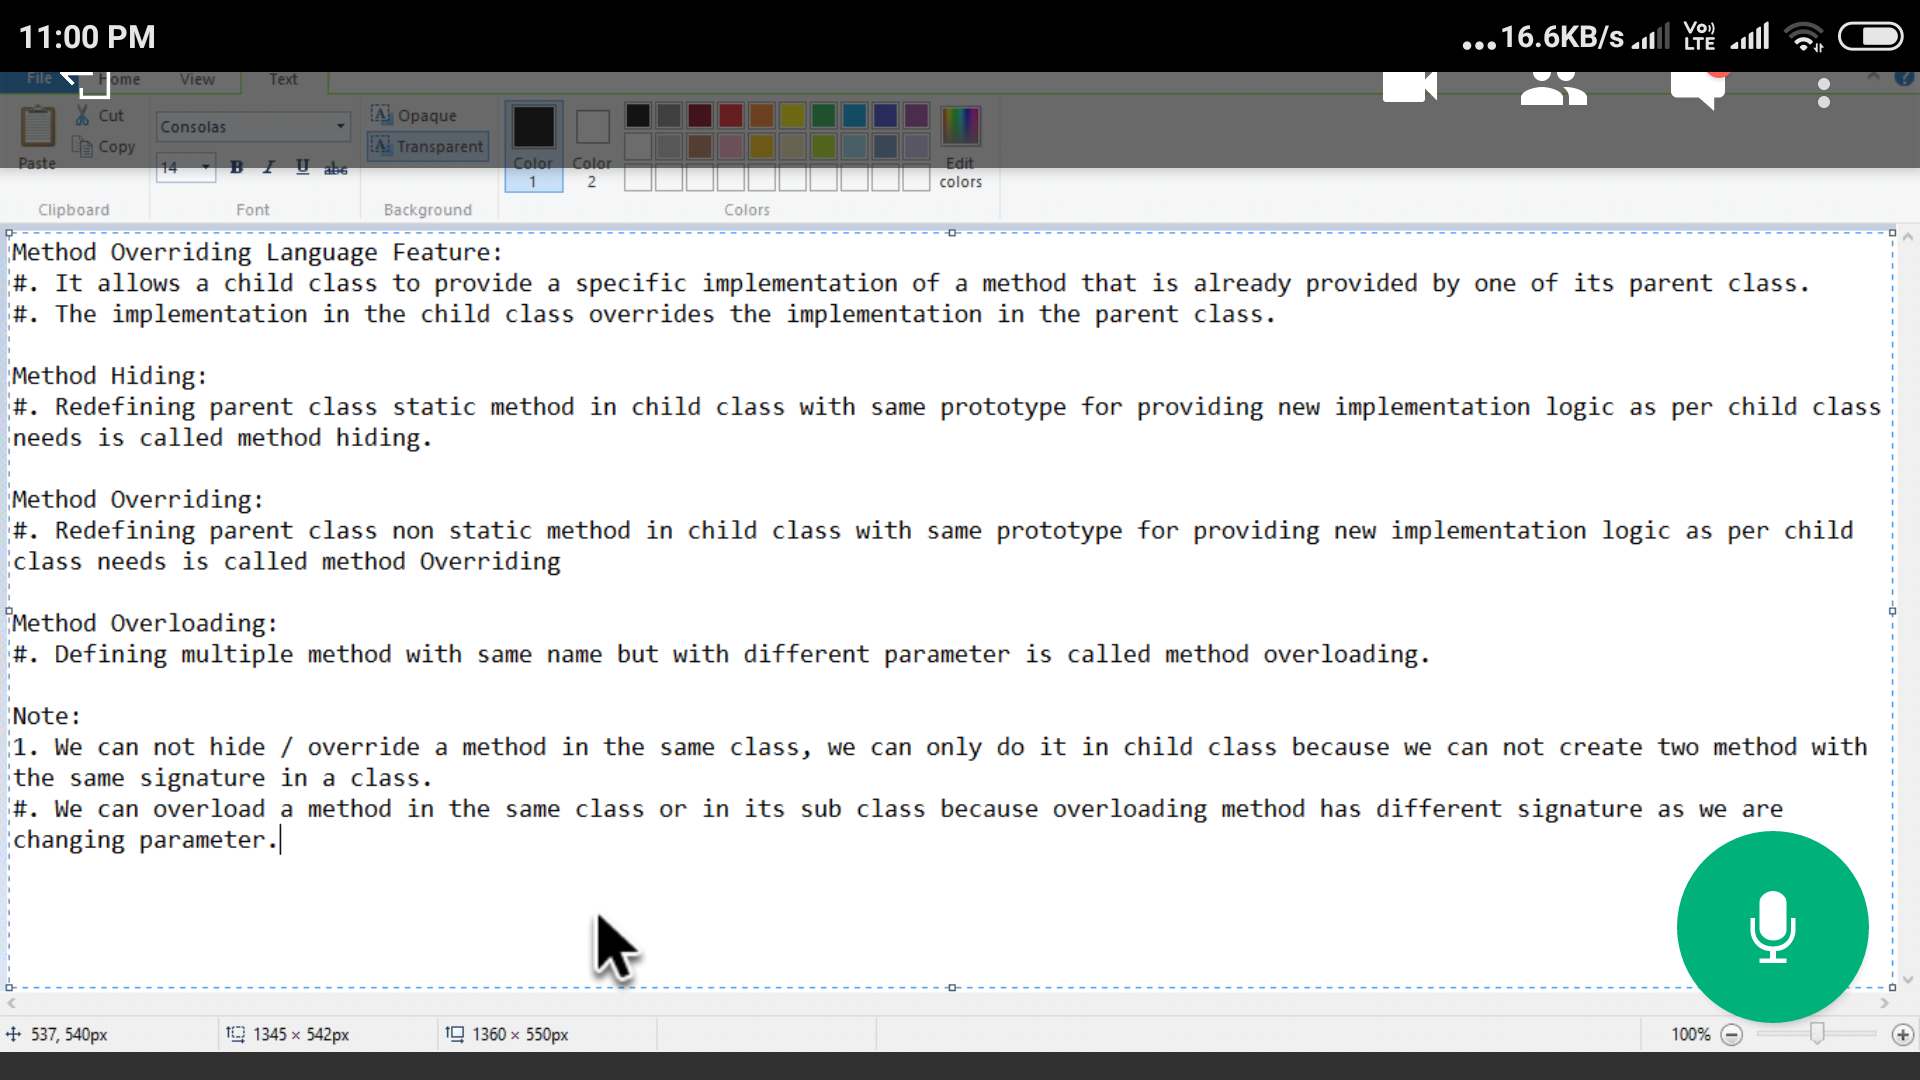 11:00 PM
...16.6KB/s Vo)) LTE
File Home View Text
Cut
Copy
Paste
Clipboard
Consolas
14 B I U abc
Font
Opaque
Transparent
Background
Color 1
Color 2
Edit colors
Colors
Method Overriding Language Feature:
#. It allows a child class to provide a specific implementation of a method that is already provided by one of its parent class.
#. The implementation in the child class overrides the implementation in the parent class.
Method Hiding:
#. Redefining parent class static method in child class with same prototype for providing new implementation logic as per child class
needs is called method hiding.
Method Overriding:
#. Redefining parent class non static method in child class with same prototype for providing new implementation logic as per child
class needs is called method Overriding
Method Overloading:
#. Defining multiple method with same name but with different parameter is called method overloading.
Note:
1. We can not hide / override a method in the same class, we can only do it in child class because we can not create two method with
the same signature in a class.
#. We can overload a method in the same class or in its sub class because overloading method has different signature as we are
changing parameter.
537, 540px 1345 × 542px 1360 × 550px 100%